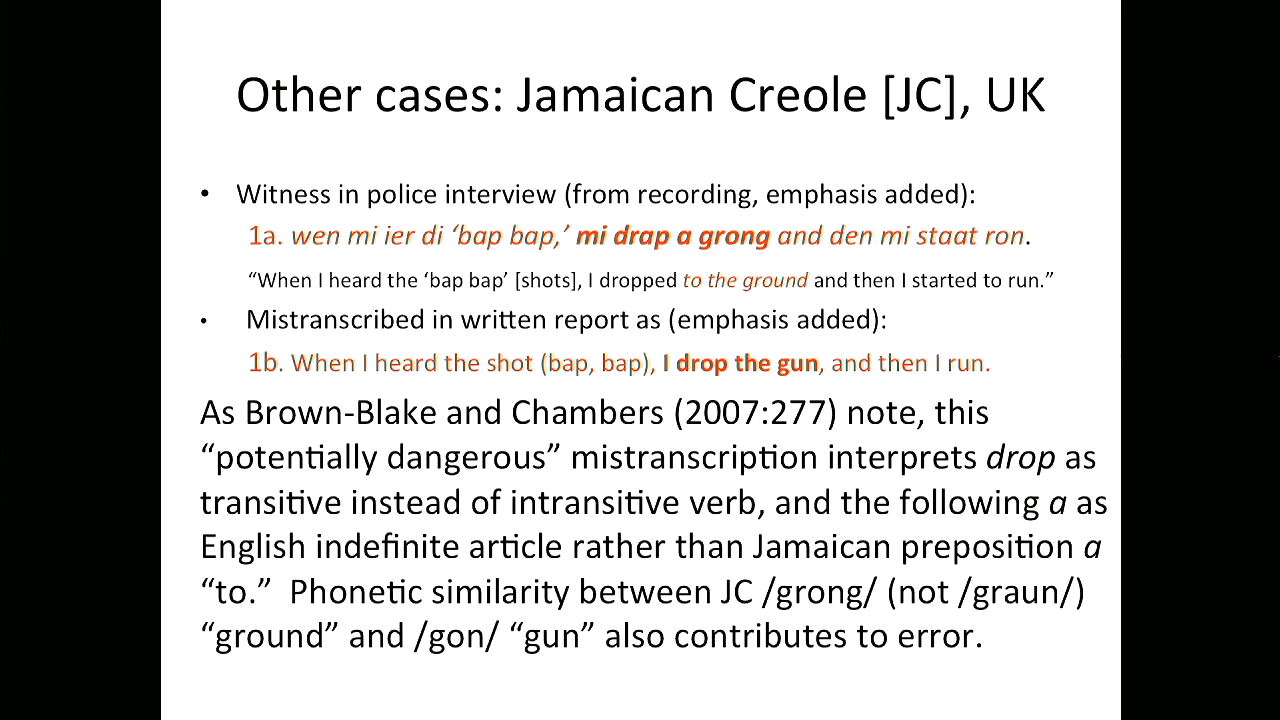 Other cases: Jamaican Creole [JC], UK
• Witness in police interview (from recording, emphasis added):
1a. wen mi ier di ‘bap bap,’ mi drap a grong and den mi staat ron.
“When I heard the ‘bap bap’ [shots], I dropped to the ground and then I started to run.”
• Mistranscribed in written report as (emphasis added):
1b. When I heard the shot (bap, bap), I drop the gun, and then I run.
As Brown-Blake and Chambers (2007:277) note, this
“potentially dangerous” mistranscription interprets drop as
transitive instead of intransitive verb, and the following a as
English indefinite article rather than Jamaican preposition a
“to.” Phonetic similarity between JC /grong/ (not /graun/)
“ground” and /gon/ “gun” also contributes to error.